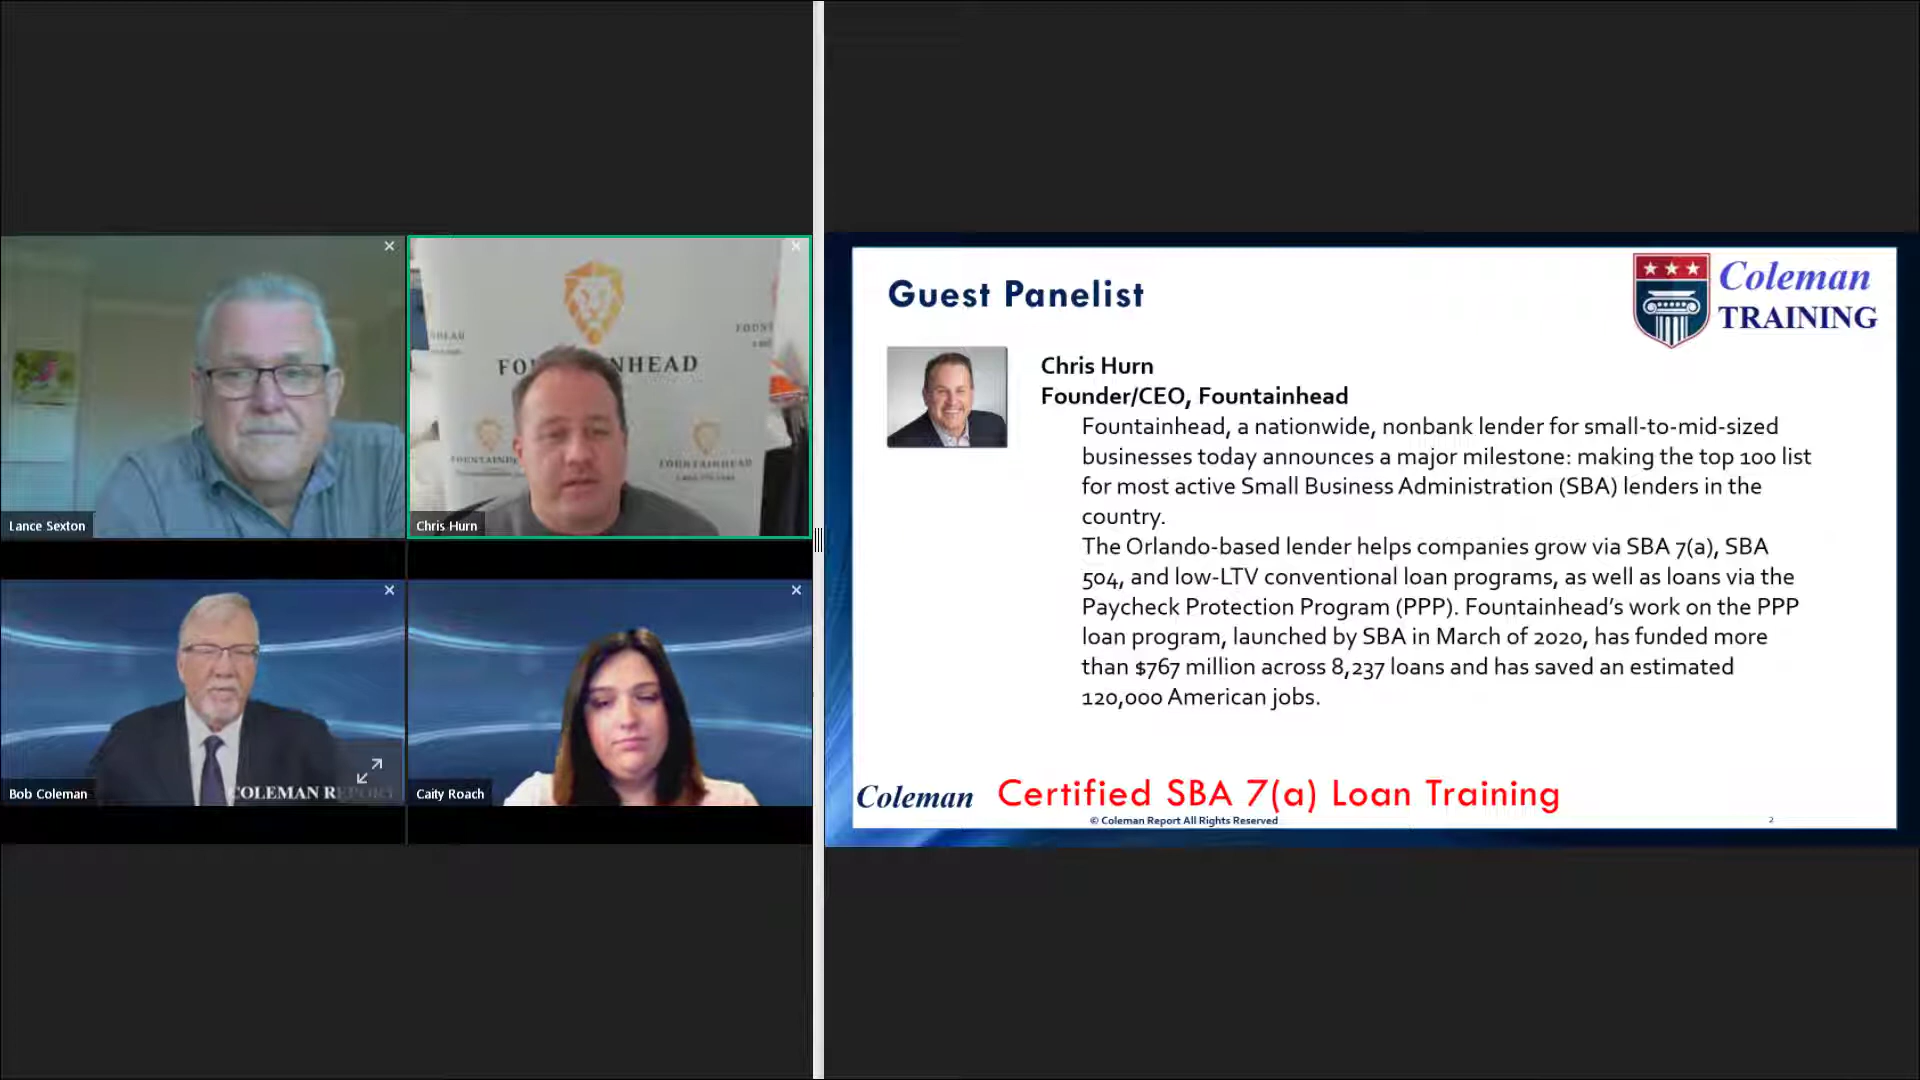 FOUNTAINHEAD
Lance Sexton
Chris Hurn
Bob Coleman
COLEMAN REPORT
Caity Roach
Guest Panelist
Coleman
TRAINING
Chris Hurn
Founder/CEO, Fountainhead
Fountainhead, a nationwide, nonbank lender for small-to-mid-sized
businesses today announces a major milestone: making the top 100 list
for most active Small Business Administration (SBA) lenders in the
country.
The Orlando-based lender helps companies grow via SBA 7(a), SBA
504, and low-LTV conventional loan programs, as well as loans via the
Paycheck Protection Program (PPP). Fountainhead’s work on the PPP
loan program, launched by SBA in March of 2020, has funded more
than $767 million across 8,237 loans and has saved an estimated
120,000 American jobs.
Coleman
Certified SBA 7(a) Loan Training
© Coleman Report All Rights Reserved
2